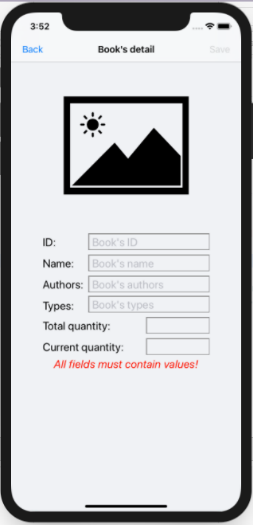 3:52
Back Book's detail Save
ID: Book's ID
Name: Book's name
Authors: Book's authors
Types: Book's types
Total quantity:
Current quantity:
All fields must contain values!